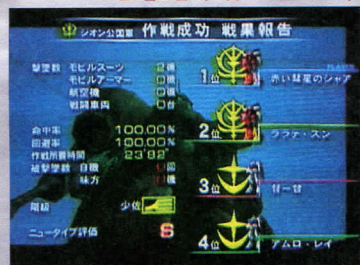 ジオン公国軍 作戦成功 戦果報告
撃墜数 モビルスーツ 2機
モビルアーマー 0機
航空機 0機
戦闘車両 0台
命中率 100.00%
回避率 100.00%
作戦所要時間 23'82"
被撃墜数 自機 0回
味方 0機
階級 少佐
ニュータイプ評価 S
1位 赤い彗星のシャア
2位 ララァ・スン
3位
4位 アムロ・レイ